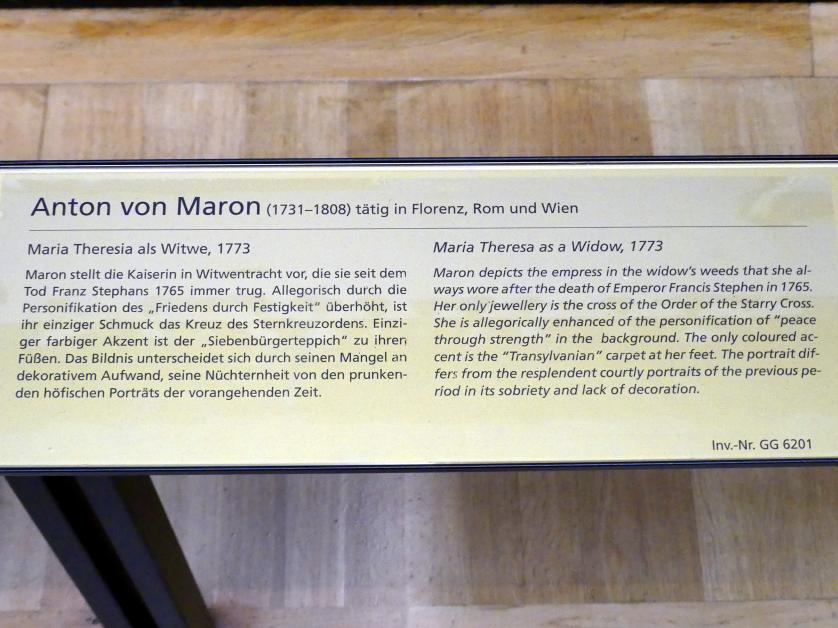 Anton von Maron (1731–1808) tätig in Florenz, Rom und Wien
Maria Theresia als Witwe, 1773
Maron stellt die Kaiserin in Witwentracht vor, die sie seit dem
Tod Franz Stephans 1765 immer trug. Allegorisch durch die
Personifikation des „Friedens durch Festigkeit“ überhöht, ist
ihr einziger Schmuck das Kreuz des Sternkreuzordens. Einzi-
ger farbiger Akzent ist der „Siebenbürgerteppich“ zu ihren
Füßen. Das Bildnis unterscheidet sich durch seinen Mangel an
dekorativem Aufwand, seine Nüchternheit von den prunken-
den höfischen Porträts der vorangehenden Zeit.
Maria Theresa as a Widow, 1773
Maron depicts the empress in the widow’s weeds that she al-
ways wore after the death of Emperor Francis Stephen in 1765.
Her only jewellery is the cross of the Order of the Starry Cross.
She is allegorically enhanced of the personification of “peace
through strength” in the background. The only coloured ac-
cent is the “Transylvanian” carpet at her feet. The portrait dif-
fers from the resplendent courtly portraits of the previous pe-
riod in its sobriety and lack of decoration.
Inv.-Nr. GG 6201